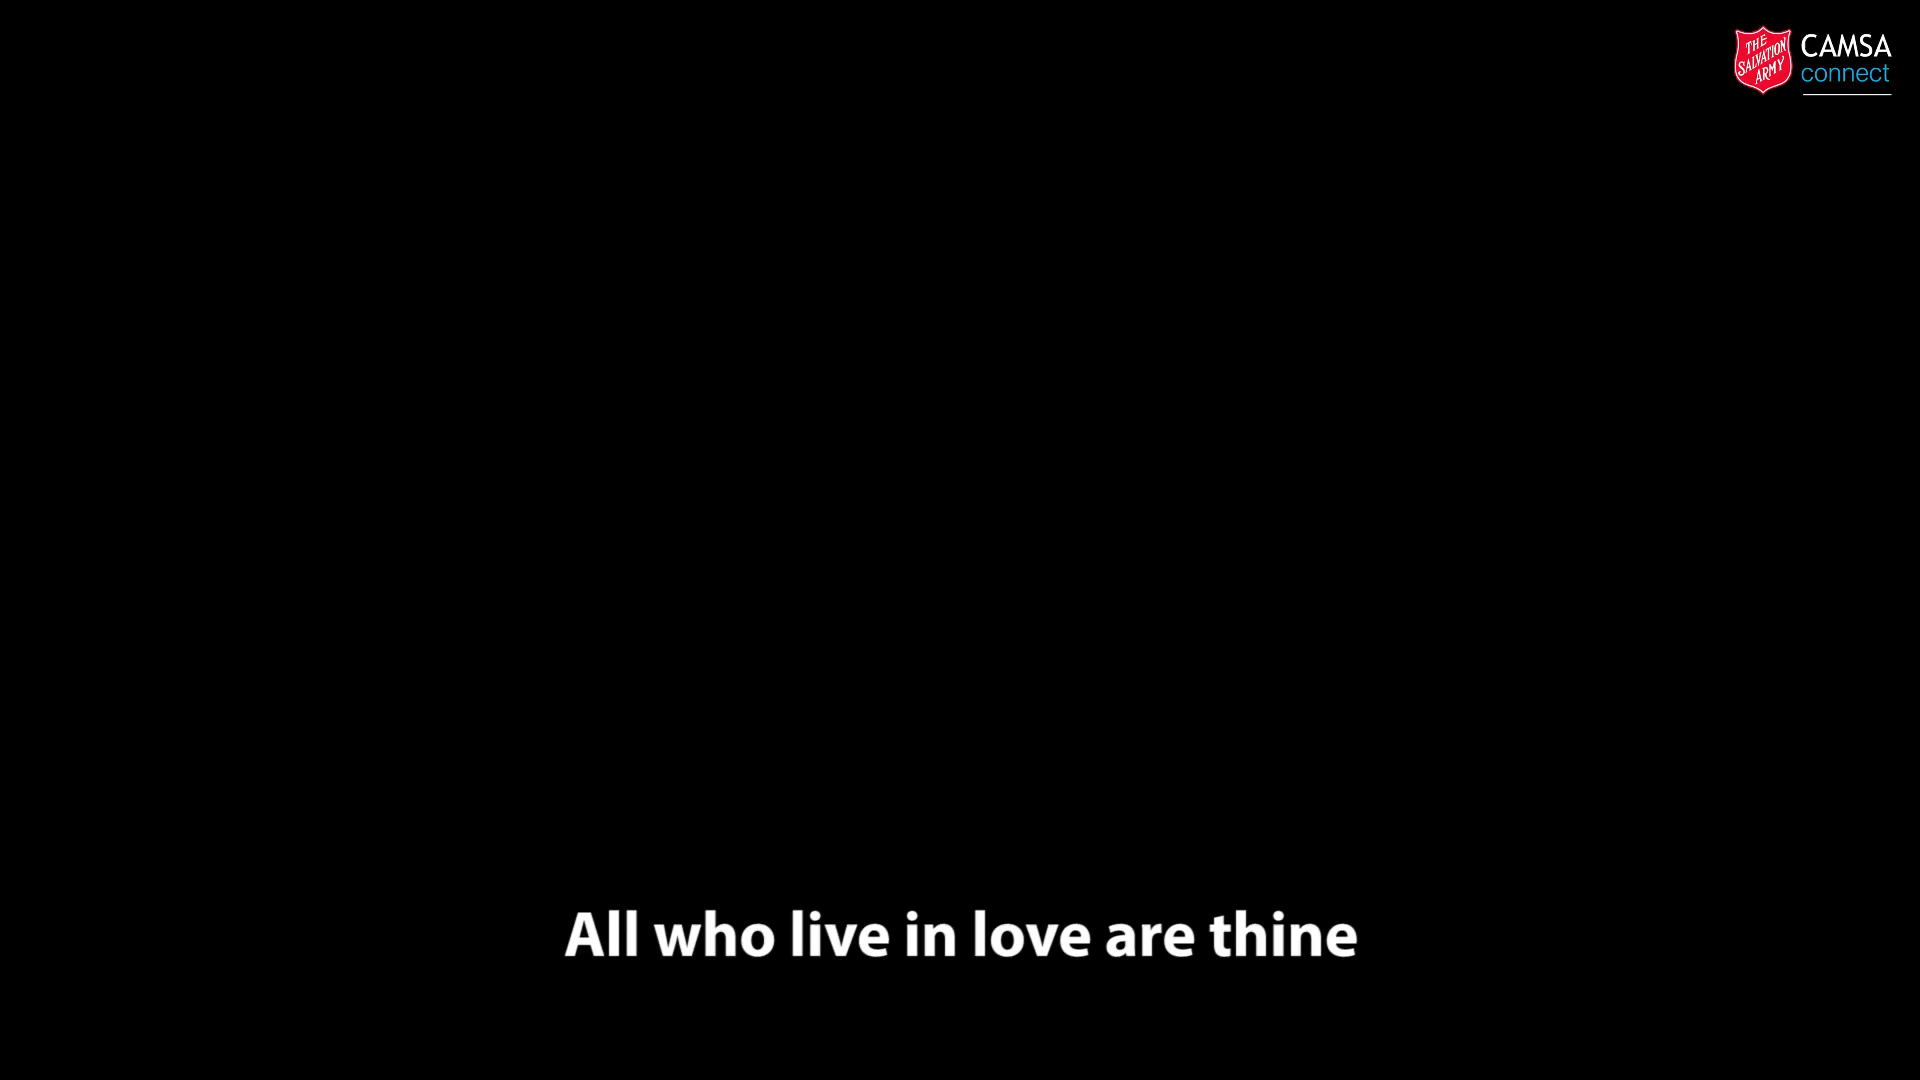 THE
SALVATION
ARMY
CAMSA
connect
All who live in love are thine